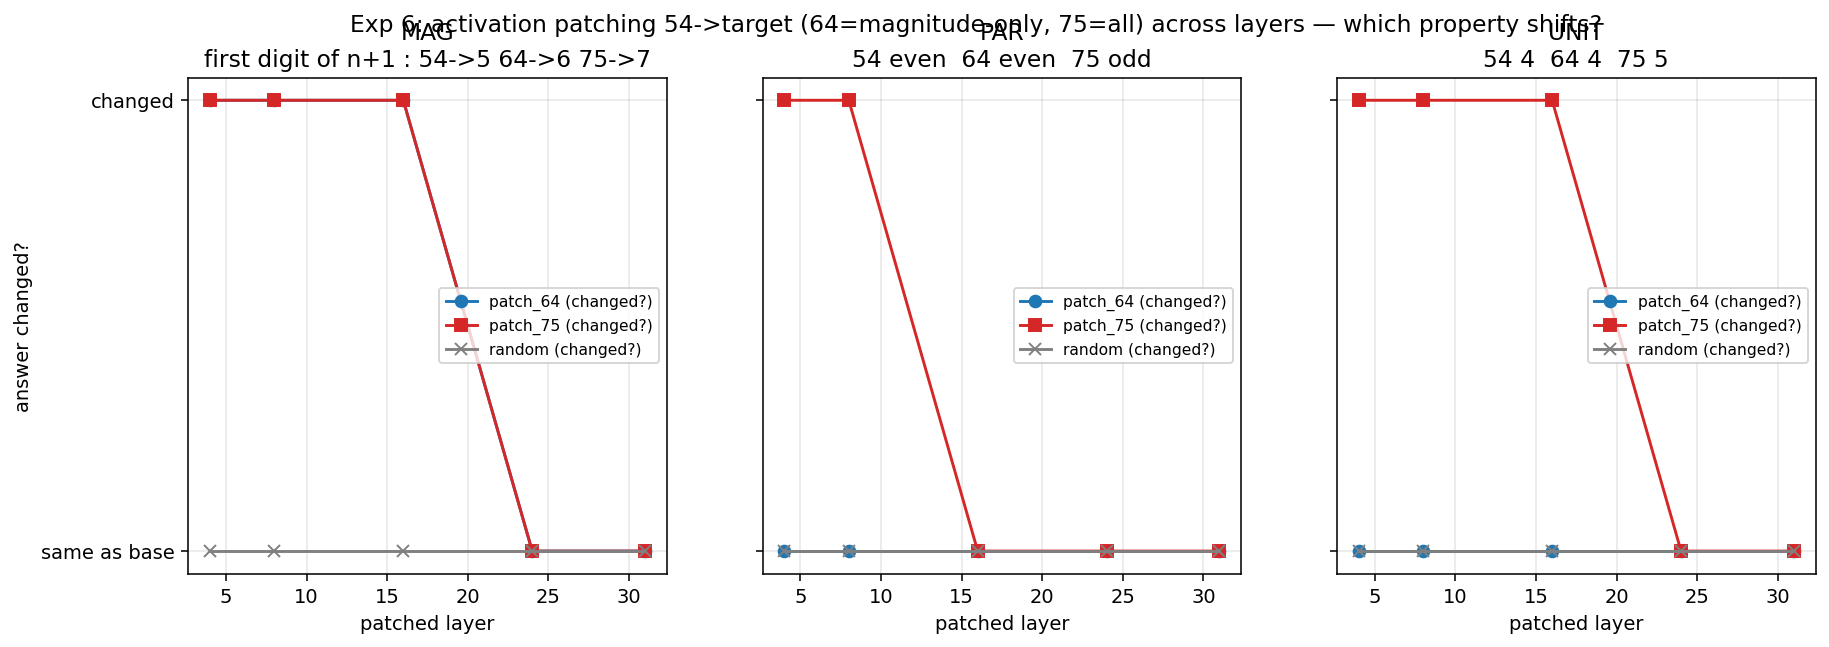 Exp 6: activation patching 54->target (64=magnitude-only, 75=all) across layers — which property shifts?
MAG
first digit of n+1 : 54->5 64->6 75->7
PAR
54 even  64 even  75 odd
UNIT
54 4  64 4  75 5
answer changed?
changed
same as base
patch_64 (changed?)
patch_75 (changed?)
random (changed?)
5 10 15 20 25 30
patched layer
patch_64 (changed?)
patch_75 (changed?)
random (changed?)
5 10 15 20 25 30
patched layer
patch_64 (changed?)
patch_75 (changed?)
random (changed?)
5 10 15 20 25 30
patched layer